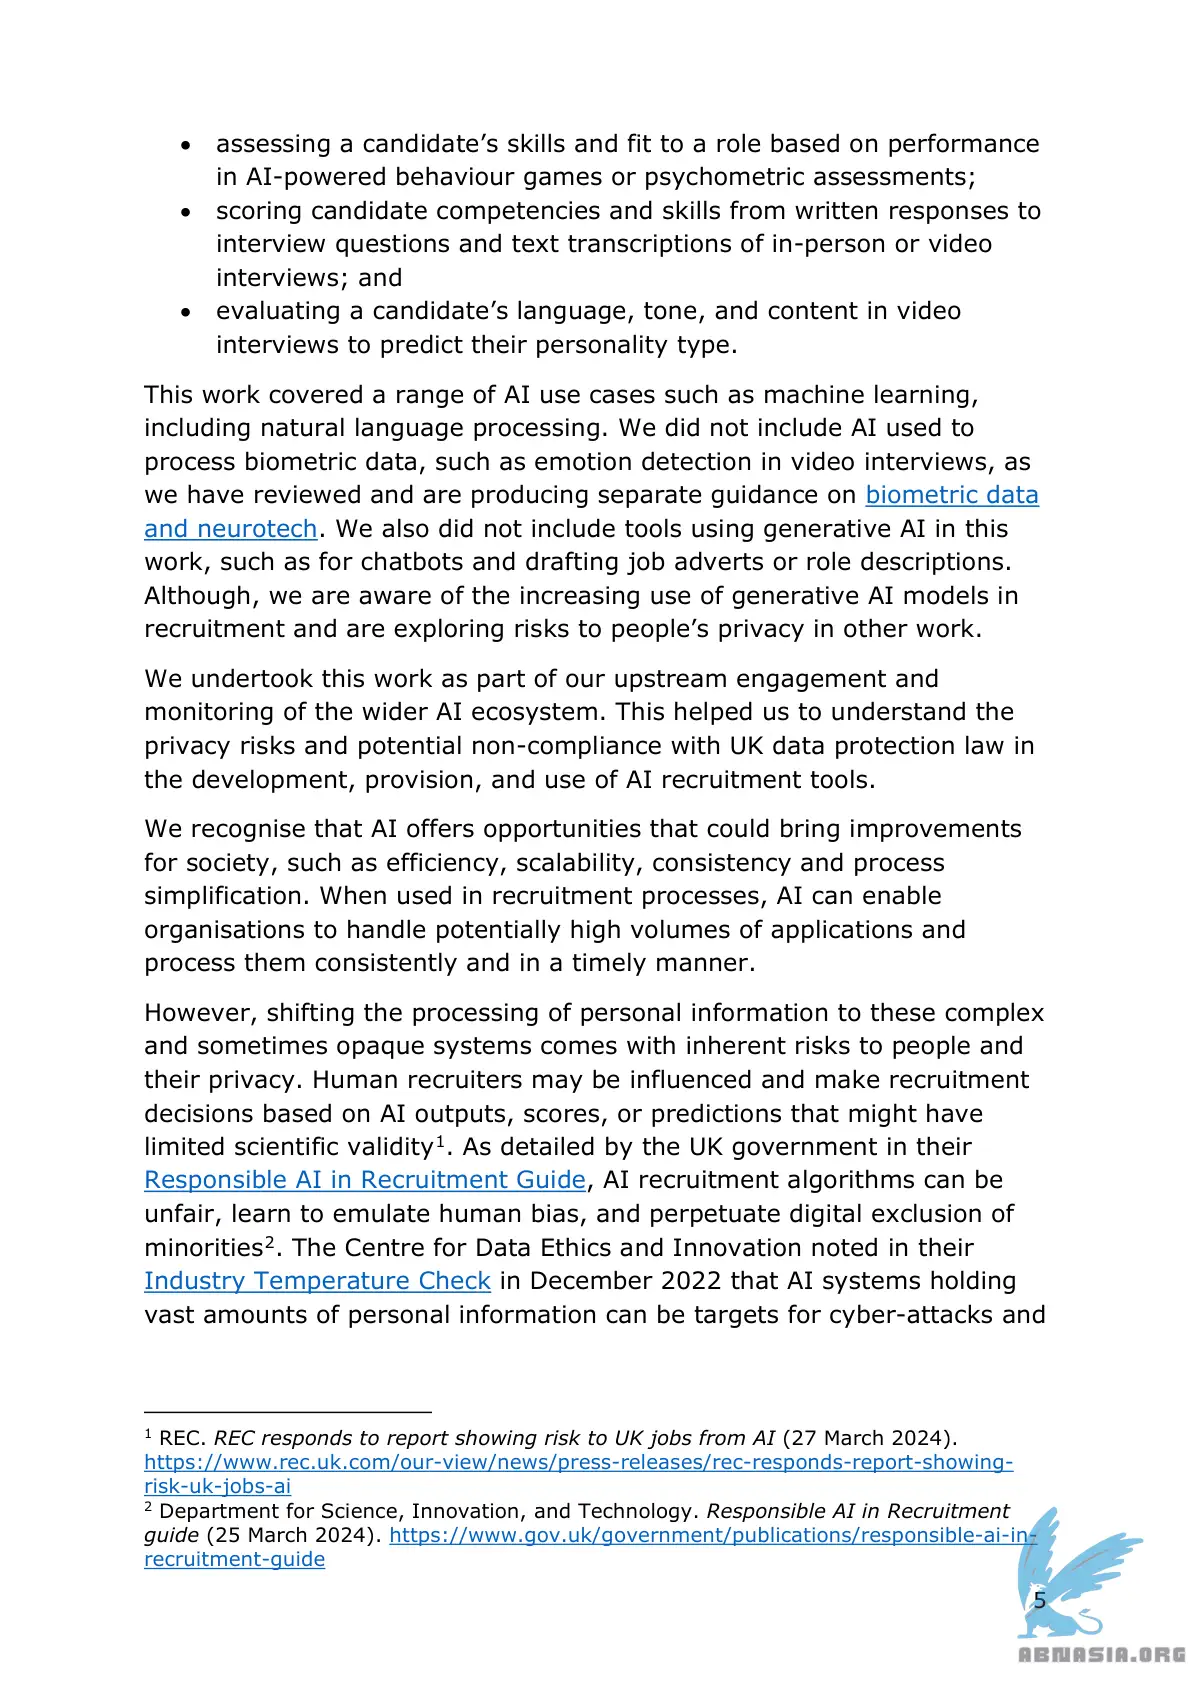 • assessing a candidate’s skills and fit to a role based on performance
in AI-powered behaviour games or psychometric assessments;
• scoring candidate competencies and skills from written responses to
interview questions and text transcriptions of in-person or video
interviews; and
• evaluating a candidate’s language, tone, and content in video
interviews to predict their personality type.
This work covered a range of AI use cases such as machine learning,
including natural language processing. We did not include AI used to
process biometric data, such as emotion detection in video interviews, as
we have reviewed and are producing separate guidance on biometric data
and neurotech. We also did not include tools using generative AI in this
work, such as for chatbots and drafting job adverts or role descriptions.
Although, we are aware of the increasing use of generative AI models in
recruitment and are exploring risks to people’s privacy in other work.
We undertook this work as part of our upstream engagement and
monitoring of the wider AI ecosystem. This helped us to understand the
privacy risks and potential non-compliance with UK data protection law in
the development, provision, and use of AI recruitment tools.
We recognise that AI offers opportunities that could bring improvements
for society, such as efficiency, scalability, consistency and process
simplification. When used in recruitment processes, AI can enable
organisations to handle potentially high volumes of applications and
process them consistently and in a timely manner.
However, shifting the processing of personal information to these complex
and sometimes opaque systems comes with inherent risks to people and
their privacy. Human recruiters may be influenced and make recruitment
decisions based on AI outputs, scores, or predictions that might have
limited scientific validity¹. As detailed by the UK government in their
Responsible AI in Recruitment Guide, AI recruitment algorithms can be
unfair, learn to emulate human bias, and perpetuate digital exclusion of
minorities². The Centre for Data Ethics and Innovation noted in their
Industry Temperature Check in December 2022 that AI systems holding
vast amounts of personal information can be targets for cyber-attacks and
¹ REC. REC responds to report showing risk to UK jobs from AI (27 March 2024).
https://www.rec.uk.com/our-view/news/press-releases/rec-responds-report-showing-
risk-uk-jobs-ai
² Department for Science, Innovation, and Technology. Responsible AI in Recruitment
guide (25 March 2024). https://www.gov.uk/government/publications/responsible-ai-in-
recruitment-guide
5
ABNASIA.ORG